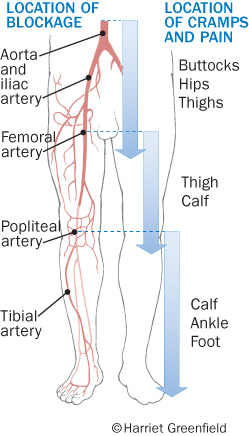 LOCATION OF
BLOCKAGE
LOCATION
OF CRAMPS
AND PAIN
Aorta
and
iliac
artery
Buttocks
Hips
Thighs
Femoral
artery
Thigh
Calf
Popliteal
artery
Tibial
artery
Calf
Ankle
Foot
©Harriet Greenfield